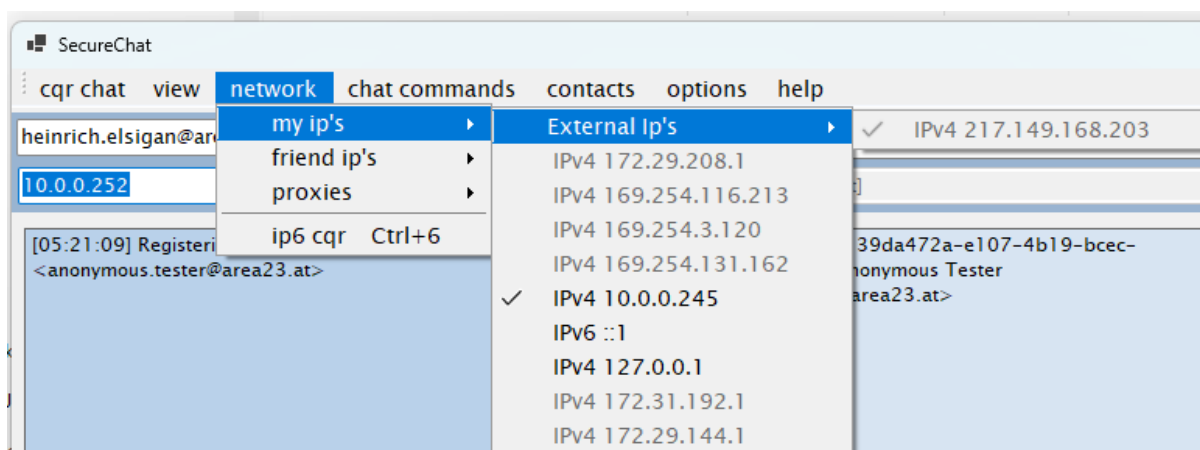 SecureChat
cqr chat view network chat commands contacts options help
heinrich.elsigan@
my ip's
friend ip's
proxies
ip6 cqr Ctrl+6
External Ip's
IPv4 172.29.208.1
IPv4 169.254.116.213
IPv4 169.254.3.120
IPv4 169.254.131.162
IPv4 10.0.0.245
IPv6 ::1
IPv4 127.0.0.1
IPv4 172.31.192.1
IPv4 172.29.144.1
IPv4 217.149.168.203
10.0.0.252
[05:21:09]
<anonymous.tester@area23.at>
39da472a-e107-4b19-bcec-
Tester
area23.at>